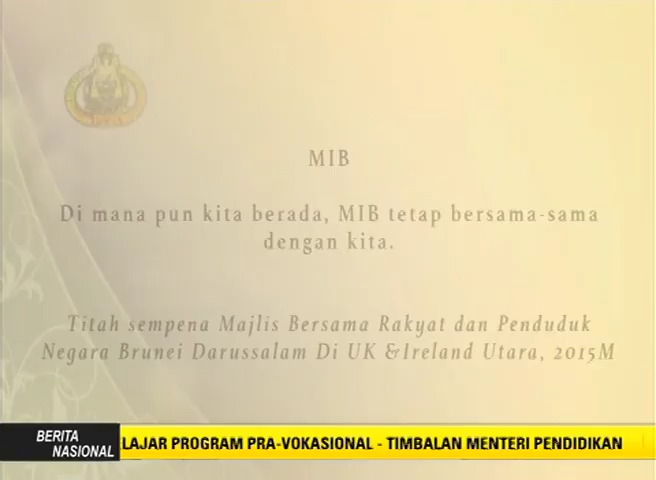 MIB
Di mana pun kita berada, MIB tetap bersama-sama
dengan kita.
Titah sempena Majlis Bersama Rakyat dan Penduduk
Negara Brunei Darussalam Di UK &Ireland Utara, 2015M
BERITA
NASIONAL
LAJAR PROGRAM PRA-VOKASIONAL - TIMBALAN MENTERI PENDIDIKAN